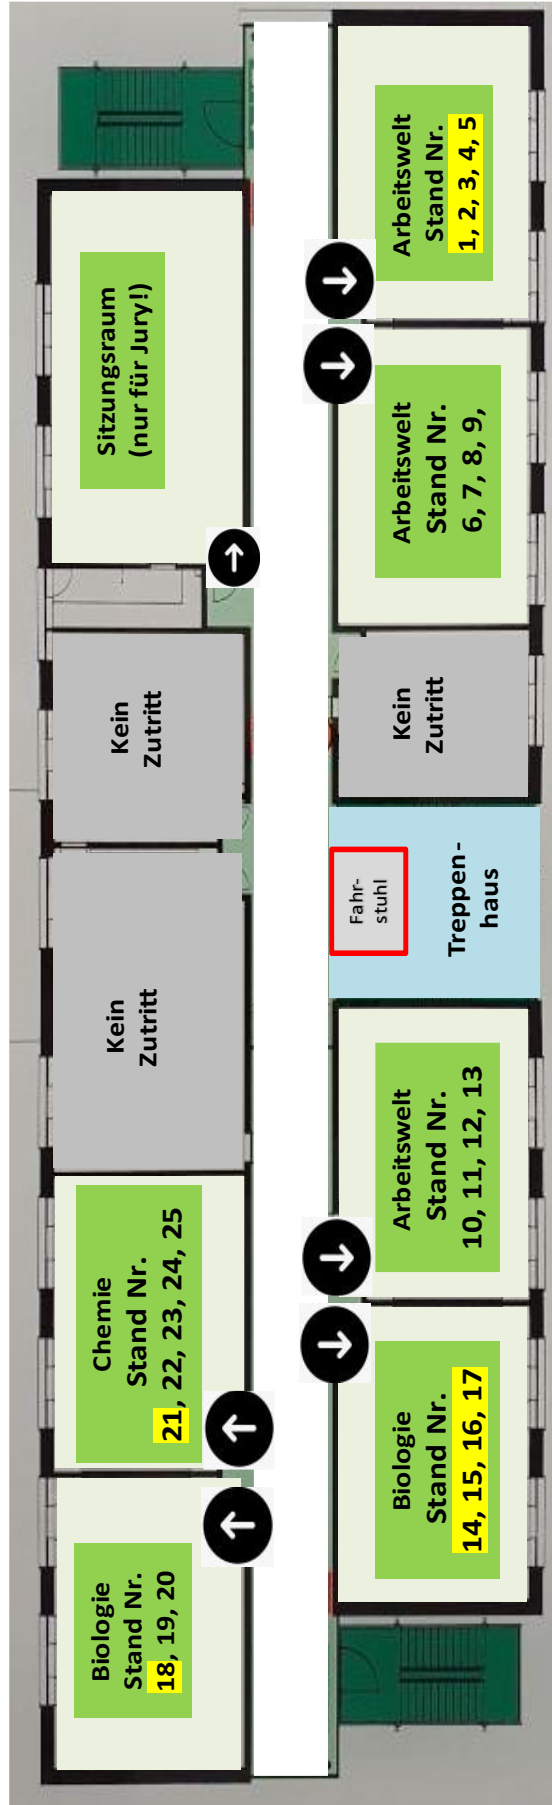 Biologie
Stand Nr.
18, 19, 20
Chemie
Stand Nr.
21, 22, 23, 24, 25
Kein
Zutritt
Kein
Zutritt
Sitzungsraum
(nur für Jury!)
Biologie
Stand Nr.
14, 15, 16, 17
Arbeitswelt
Stand Nr.
10, 11, 12, 13
Fahr-
stuhl
Treppen-
haus
Kein
Zutritt
Arbeitswelt
Stand Nr.
6, 7, 8, 9,
Arbeitswelt
Stand Nr.
1, 2, 3, 4, 5